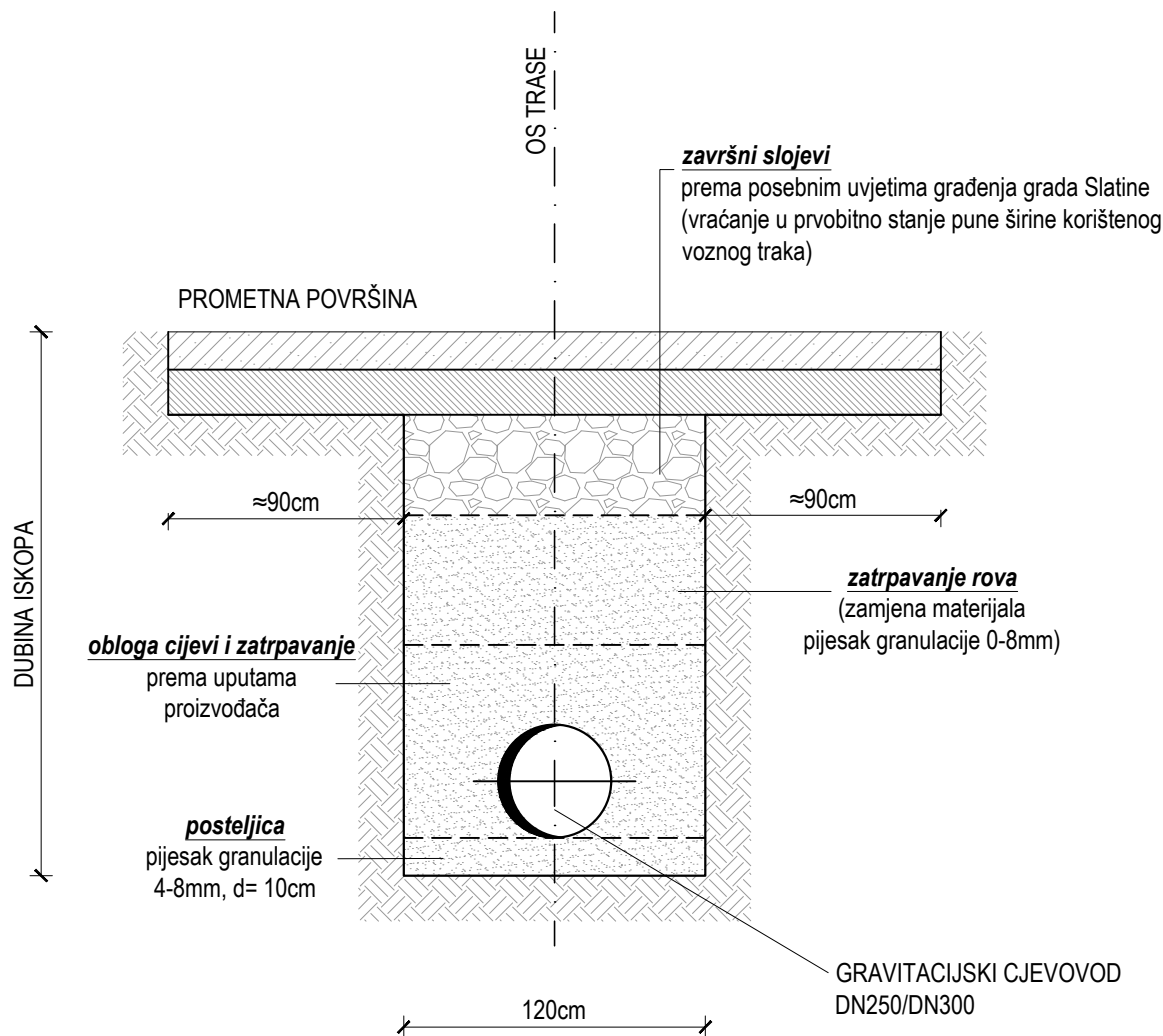 OS TRASE
završni slojevi
prema posebnim uvjetima građenja grada Slatine
(vraćanje u prvobitno stanje pune širine korištenog
voznog traka)
PROMETNA POVRŠINA
DUBINA ISKOPA
≈90cm
≈90cm
zatrpavanje rova
(zamjena materijala
pijesak granulacije 0-8mm)
obloga cijevi i zatrpavanje
prema uputama
proizvođača
posteljica
pijesak granulacije
4-8mm, d= 10cm
GRAVITACIJSKI CJEVOVOD
DN250/DN300
120cm